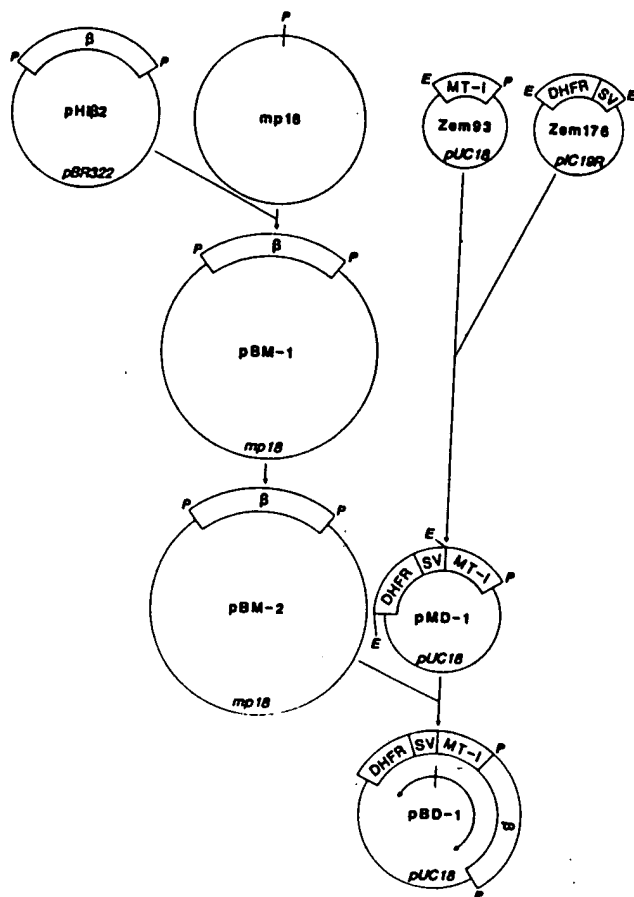 P
P β P
pHIβ2
pBR322
mp18
E MT-I P
Zem93
pUC18
E DHFR SV E
Zem176
pIC19R
P β P
pBM-1
mp18
P β P
pBM-2
mp18
E
DHFR SV MT-I P
E
pMD-1
pUC18
DHFR SV MT-I P
β
P
pBD-1
pUC18